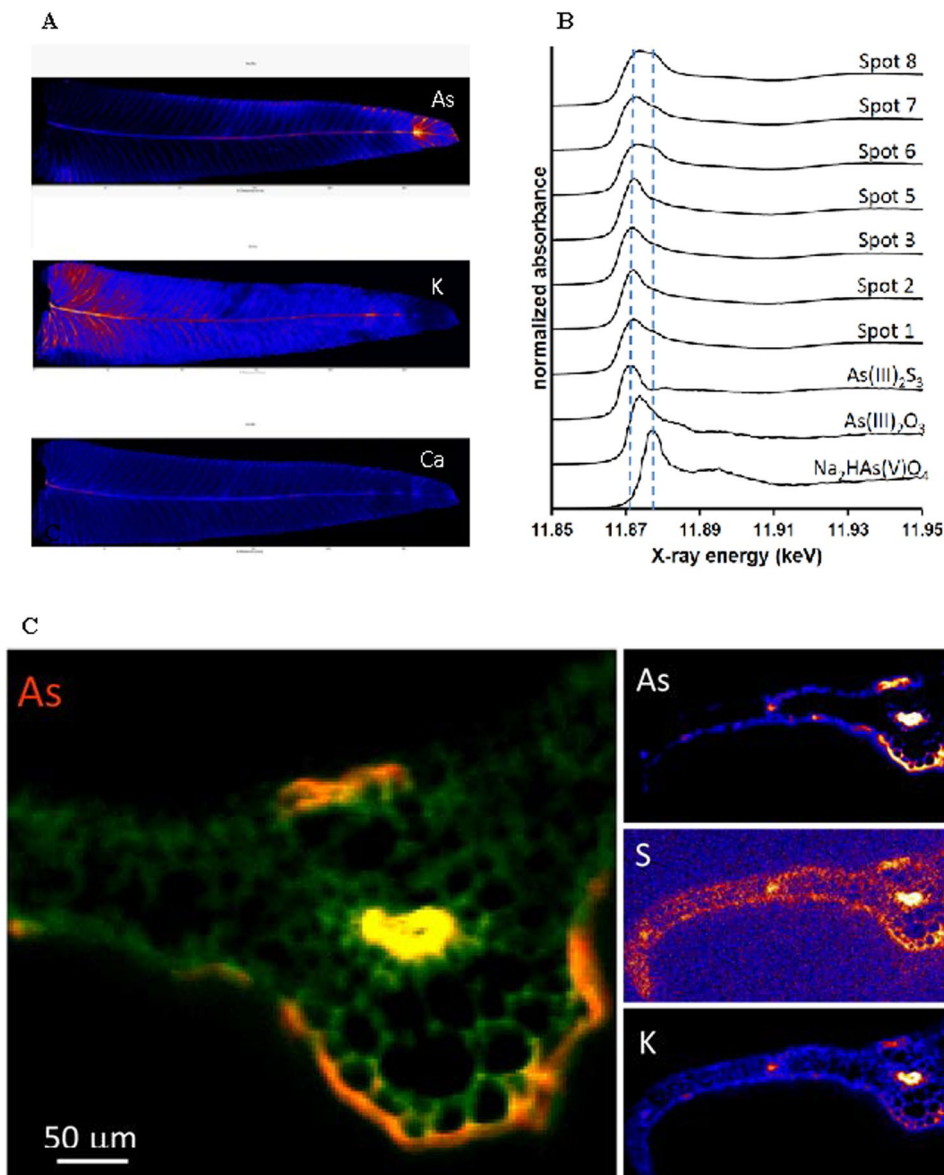 A
As
K
Ca
C
B
normalized absorbance
Spot 8
Spot 7
Spot 6
Spot 5
Spot 3
Spot 2
Spot 1
As(III)₂S₃
As(III)₂O₃
Na₂HAs(V)O₄
11.85 11.87 11.89 11.91 11.93 11.95
X-ray energy (keV)
C
As
50 µm
As
S
K